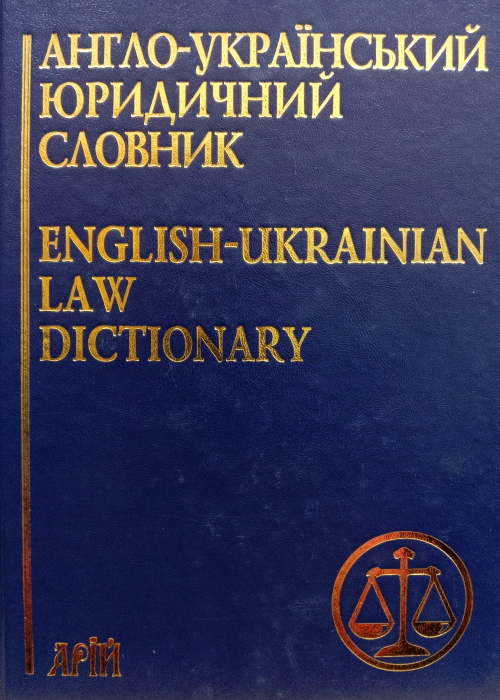 АНГЛО-УКРАЇНСЬКИЙ
ЮРИДИЧНИЙ
СЛОВНИК
ENGLISH-UKRAINIAN
LAW
DICTIONARY
АРІЙ